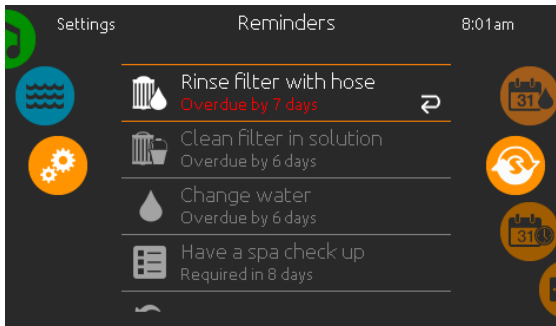 Settings
Reminders
8:01am
Rinse filter with hose
Overdue by 7 days
Clean filter in solution
Overdue by 6 days
Change water
Overdue by 6 days
Have a spa check up
Required in 8 days
31
31